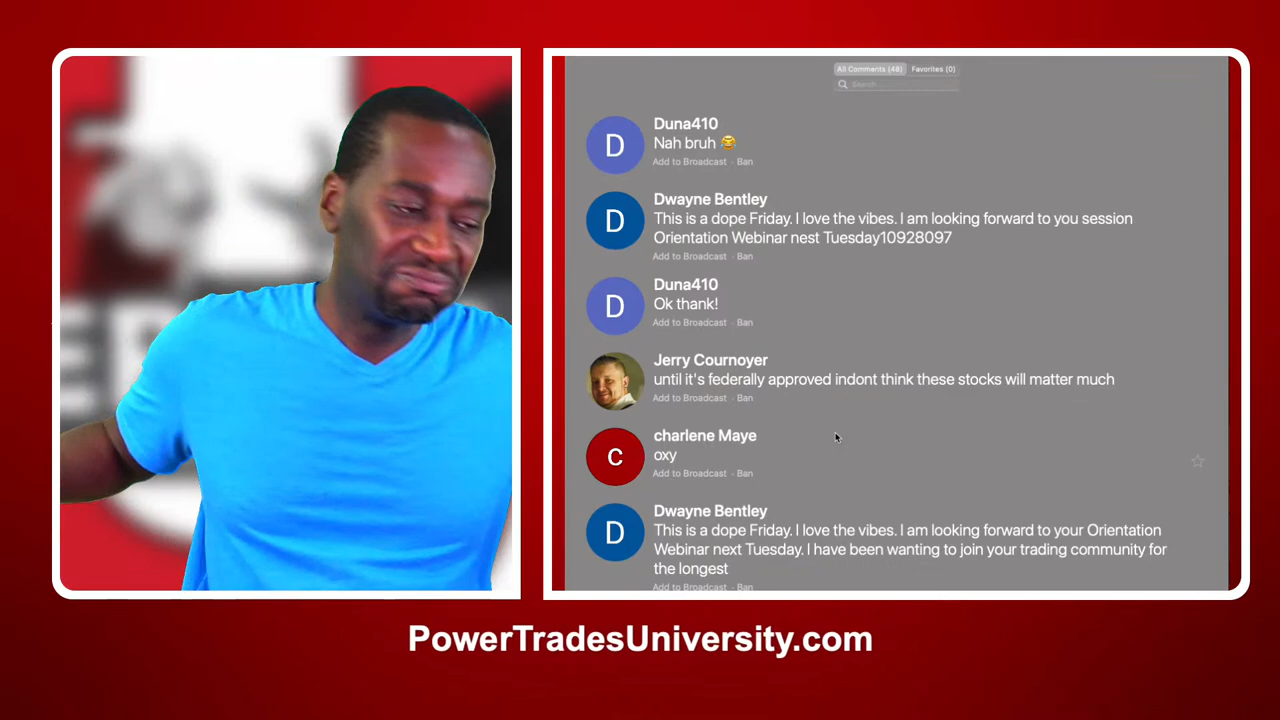 All Comments (48)
Favorites (0)
Search...
D
Duna410
Nah bruh 😂
Add to Broadcast · Ban
D
Dwayne Bentley
This is a dope Friday. I love the vibes. I am looking forward to you session
Orientation Webinar nest Tuesday10928097
Add to Broadcast · Ban
D
Duna410
Ok thank!
Add to Broadcast · Ban
Jerry Cournoyer
until it's federally approved indont think these stocks will matter much
Add to Broadcast · Ban
C
charlene Maye
oxy
Add to Broadcast · Ban
D
Dwayne Bentley
This is a dope Friday. I love the vibes. I am looking forward to your Orientation
Webinar next Tuesday. I have been wanting to join your trading community for
the longest
Add to Broadcast · Ban
PowerTradesUniversity.com